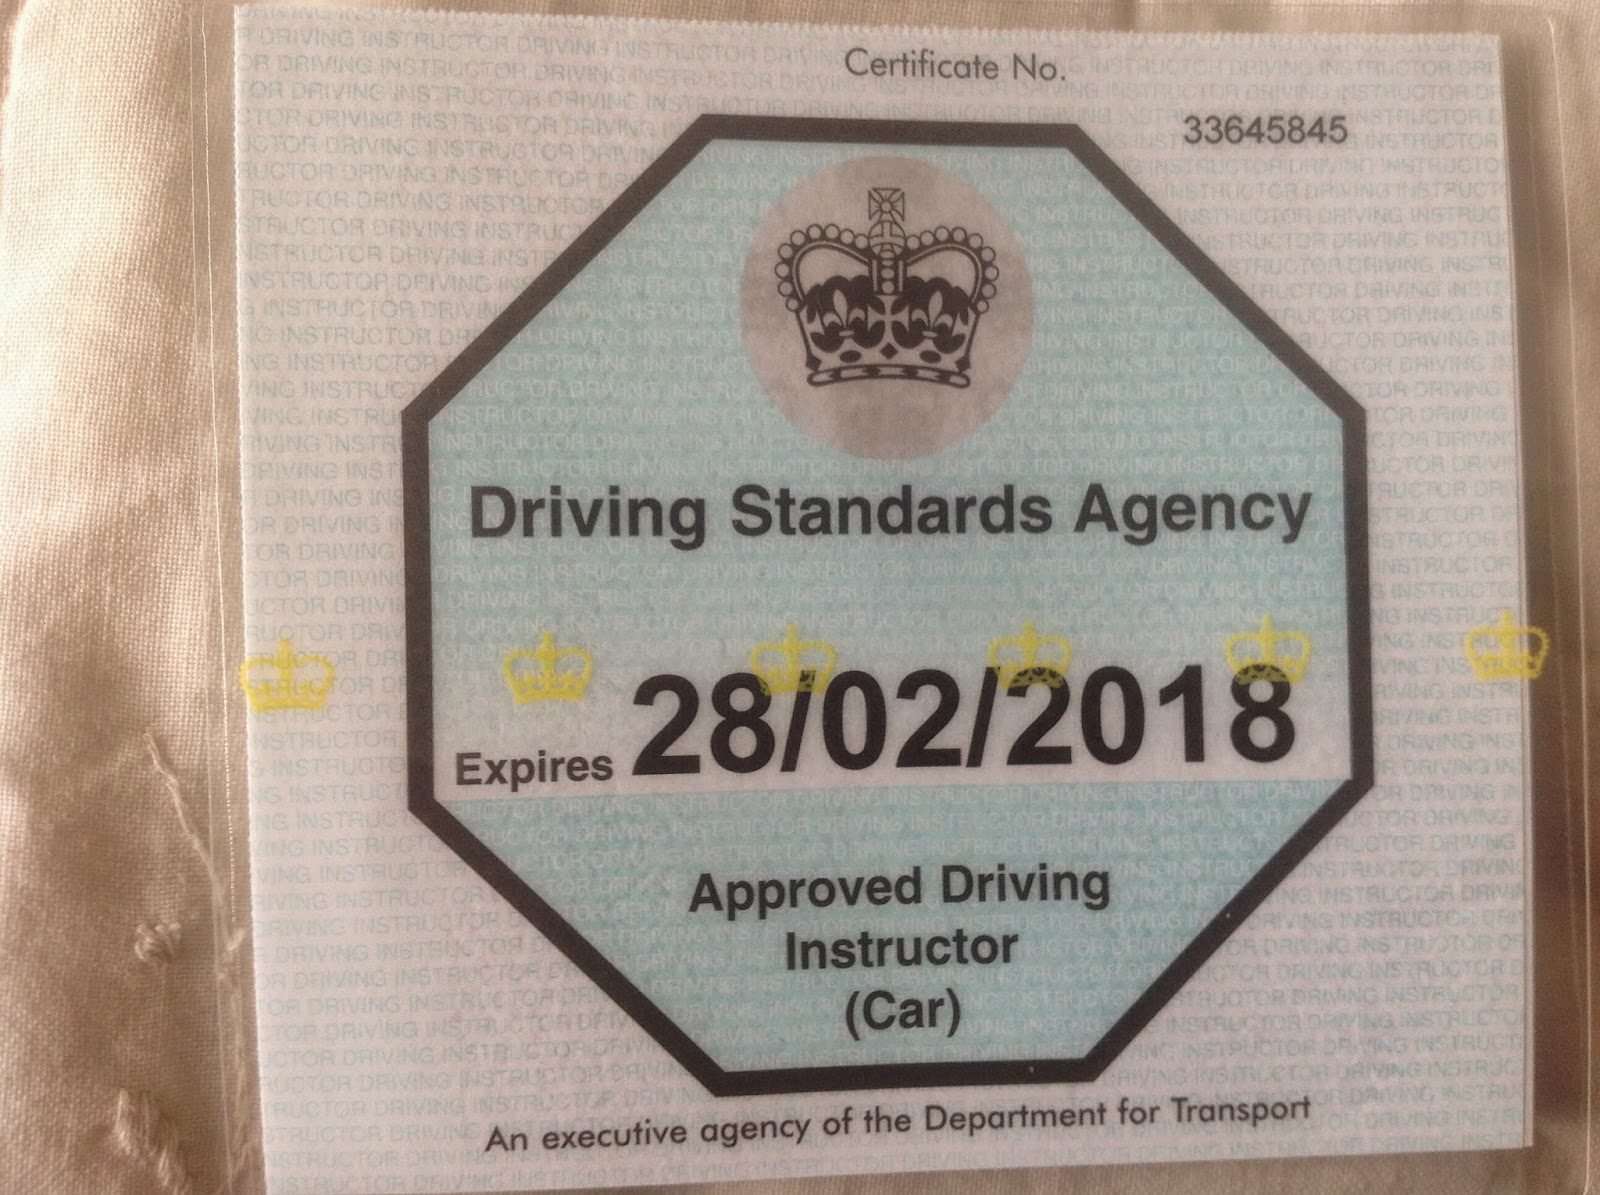 Certificate No.
33645845
Driving Standards Agency
Expires 28/02/2018
Approved Driving
Instructor
(Car)
An executive agency of the Department for Transport